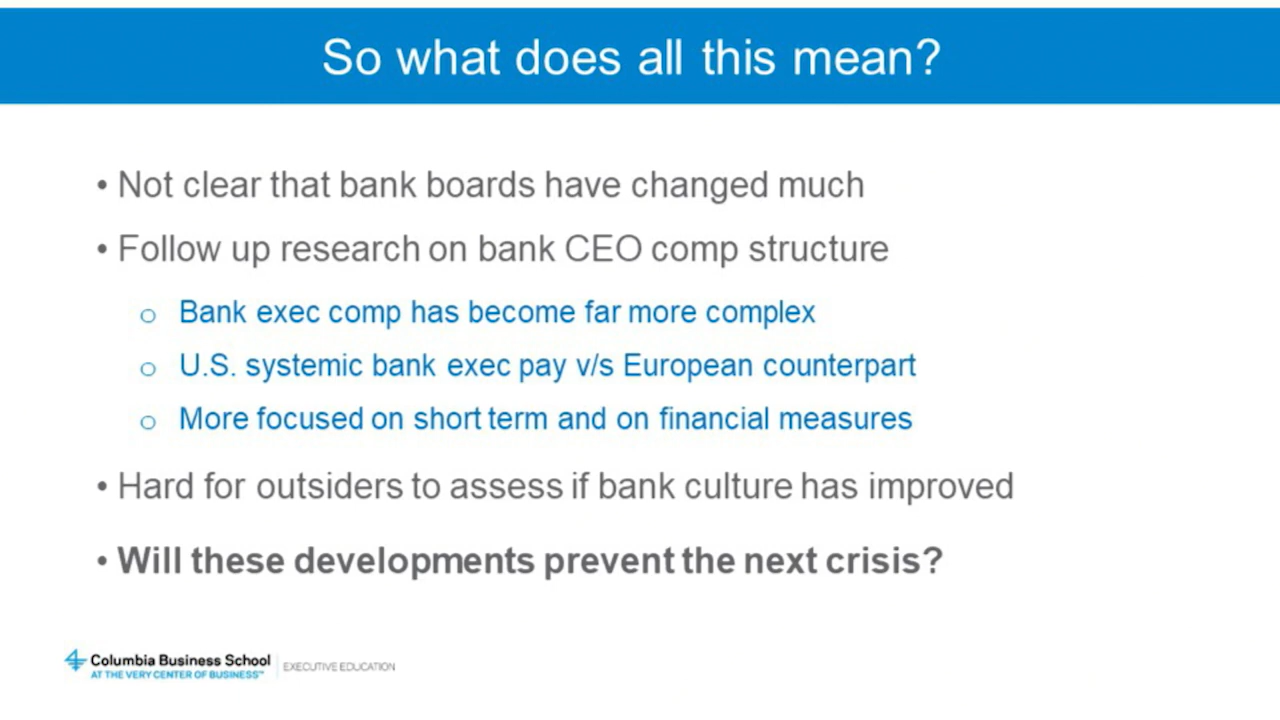 So what does all this mean?
• Not clear that bank boards have changed much
• Follow up research on bank CEO comp structure
o Bank exec comp has become far more complex
o U.S. systemic bank exec pay v/s European counterpart
o More focused on short term and on financial measures
• Hard for outsiders to assess if bank culture has improved
• Will these developments prevent the next crisis?
Columbia Business School
AT THE VERY CENTER OF BUSINESS™
EXECUTIVE EDUCATION